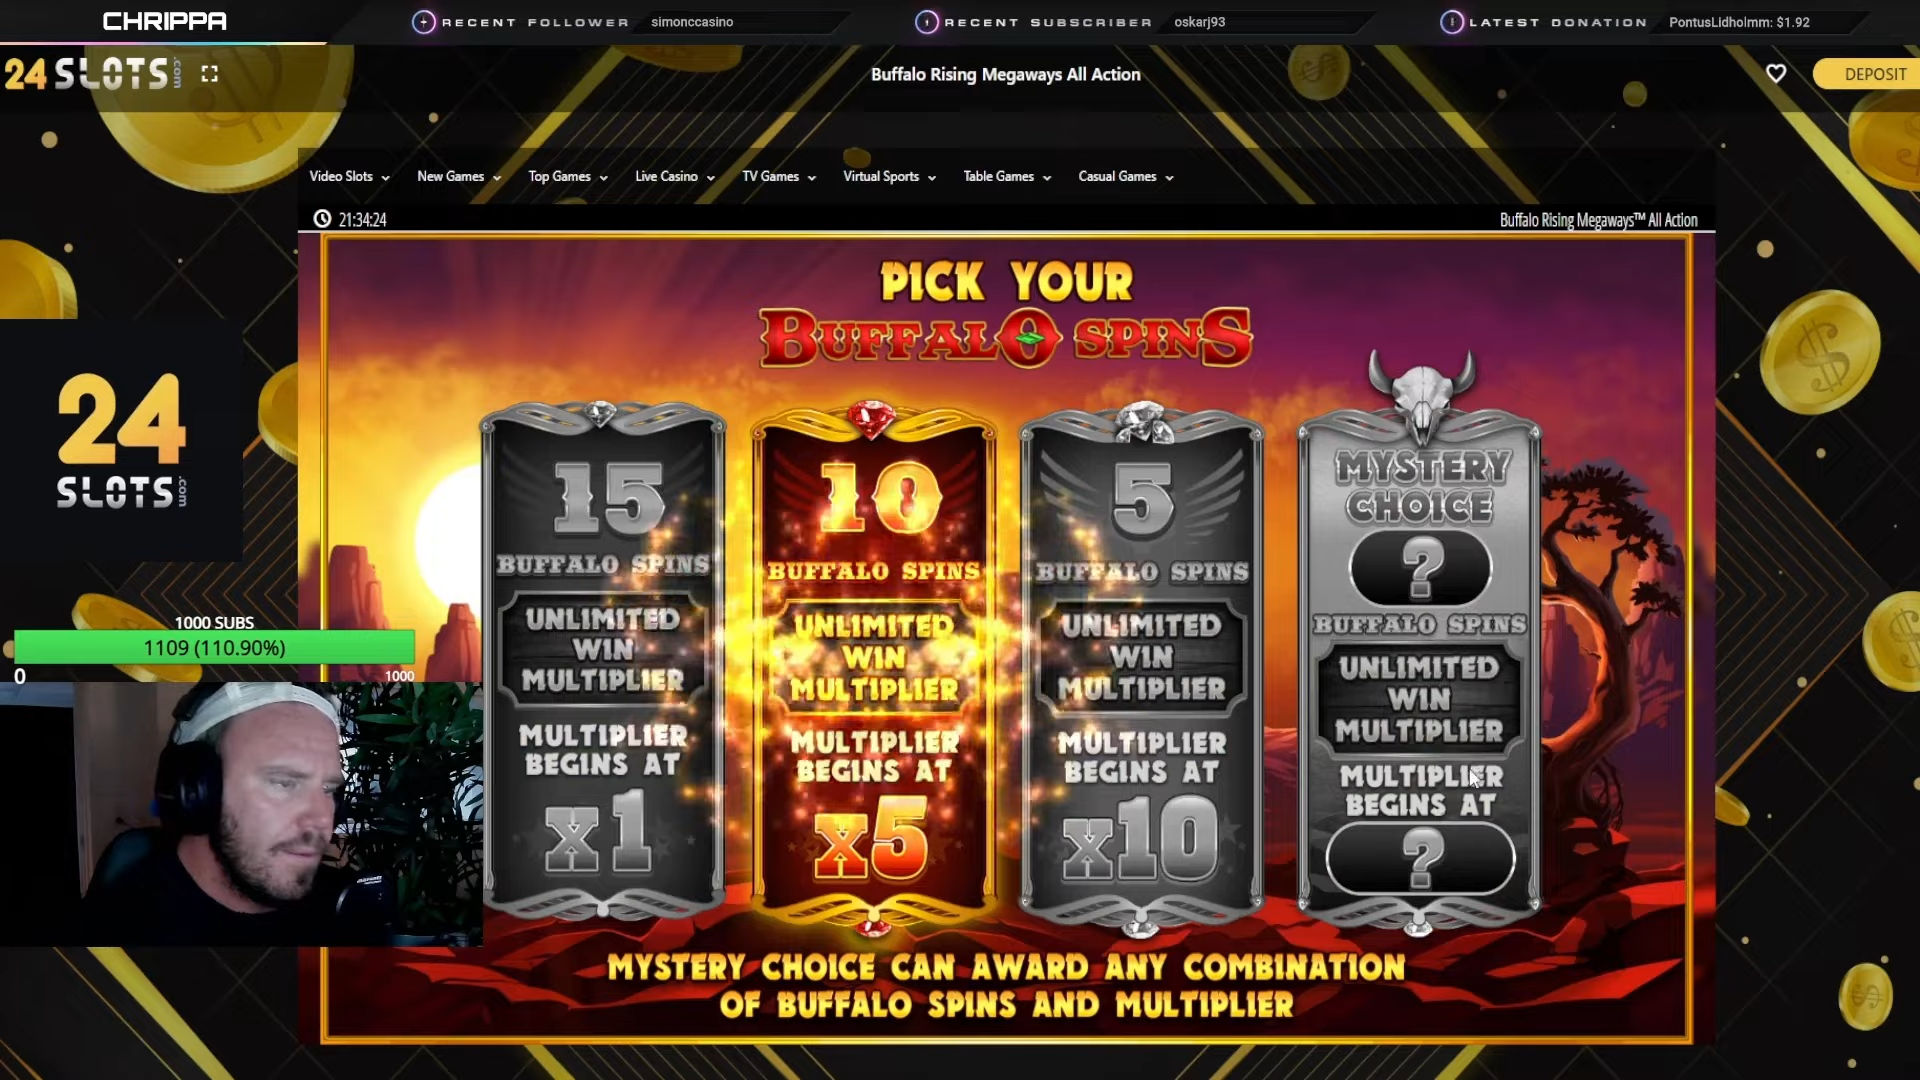 CHRIPPA
RECENT FOLLOWER simonccasino
RECENT SUBSCRIBER oskarj93
LATEST DONATION PontusLidholmm: $1.92
24 SLOTS .com
Buffalo Rising Megaways All Action
DEPOSIT
Video Slots
New Games
Top Games
Live Casino
TV Games
Virtual Sports
Table Games
Casual Games
21:34:24
Buffalo Rising Megaways™ All Action
PICK YOUR
BUFFALO SPINS
15
BUFFALO SPINS
UNLIMITED
WIN
MULTIPLIER
MULTIPLIER
BEGINS AT
x1
10
BUFFALO SPINS
UNLIMITED
WIN
MULTIPLIER
MULTIPLIER
BEGINS AT
x5
5
BUFFALO SPINS
UNLIMITED
WIN
MULTIPLIER
MULTIPLIER
BEGINS AT
x10
MYSTERY
CHOICE
?
BUFFALO SPINS
UNLIMITED
WIN
MULTIPLIER
MULTIPLIER
BEGINS AT
?
MYSTERY CHOICE CAN AWARD ANY COMBINATION
OF BUFFALO SPINS AND MULTIPLIER
24
SLOTS .com
1000 SUBS
1109 (110.90%)
0
1000